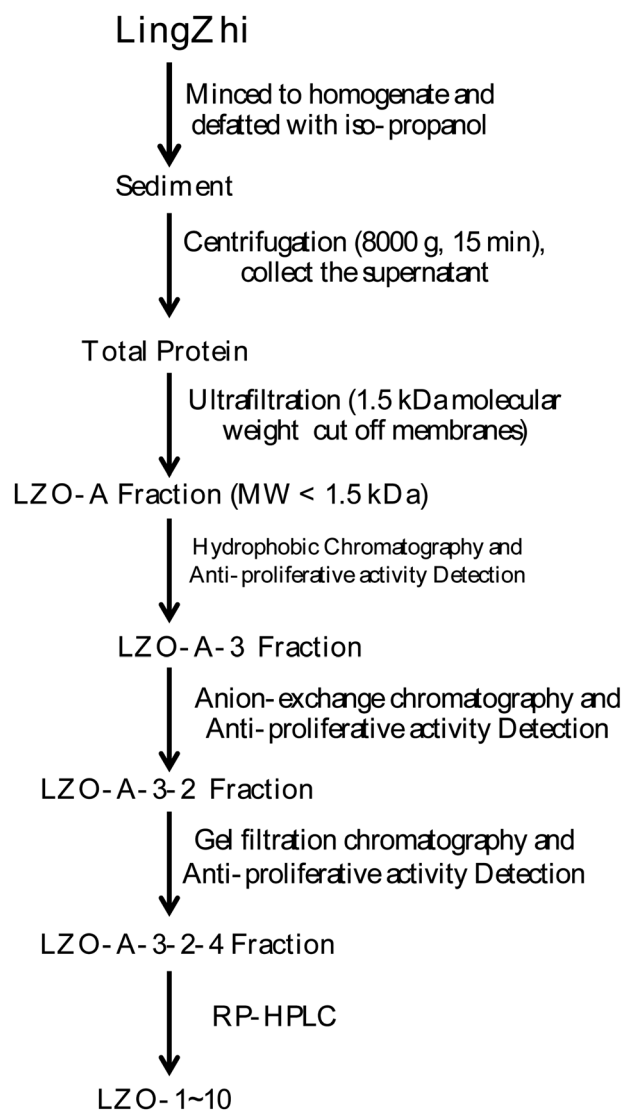 LingZhi
Minced to homogenate and
defatted with iso-propanol
Sediment
Centrifugation (8000 g, 15 min),
collect the supernatant
Total Protein
Ultrafiltration (1.5 kDa molecular
weight cut off membranes)
LZO-A Fraction (MW < 1.5 kDa)
Hydrophobic Chromatography and
Anti-proliferative activity Detection
LZO-A-3 Fraction
Anion-exchange chromatography and
Anti-proliferative activity Detection
LZO-A-3-2 Fraction
Gel filtration chromatography and
Anti-proliferative activity Detection
LZO-A-3-2-4 Fraction
RP-HPLC
LZO-1~10